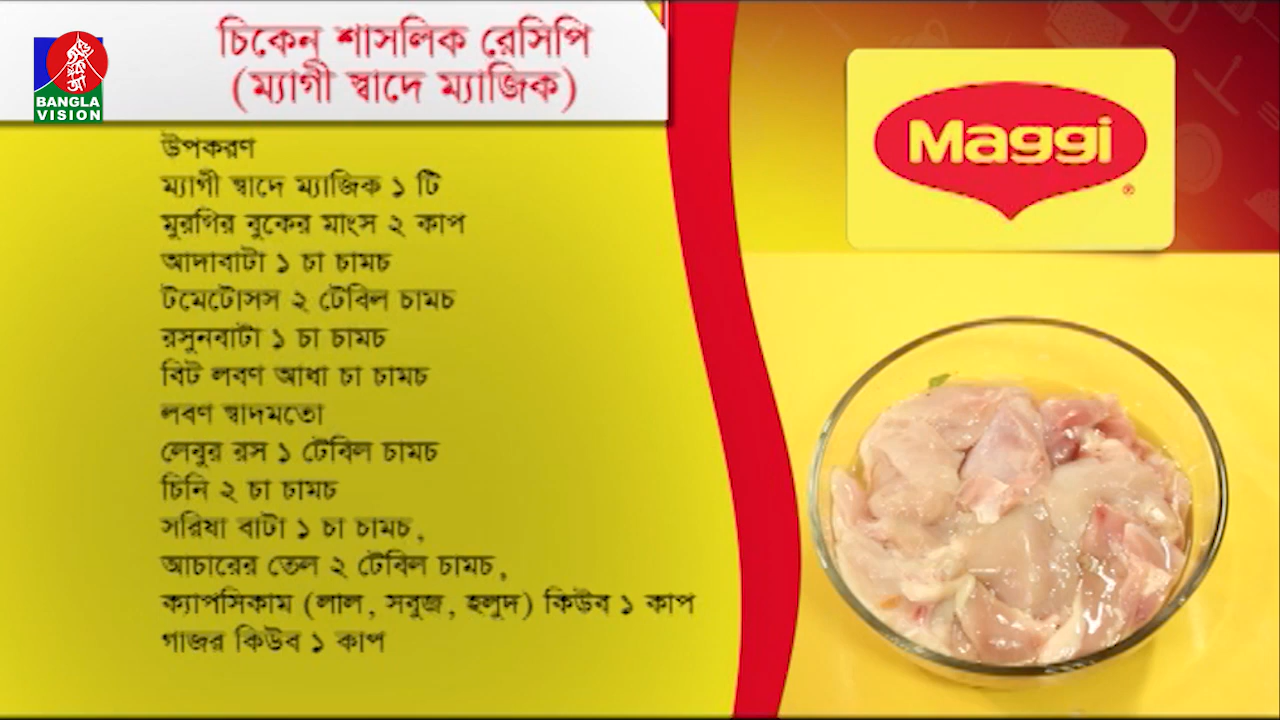 চিকেন শাসলিক রেসিপি
(ম্যাগী স্বাদে ম্যাজিক)
BANGLA
VISION
Maggi
®
উপকরণ
ম্যাগী স্বাদে ম্যাজিক ১ টি
মুরগির বুকের মাংস ২ কাপ
আদাবাটা ১ চা চামচ
টমেটোসস ২ টেবিল চামচ
রসুনবাটা ১ চা চামচ
বিট লবণ আধা চা চামচ
লবণ স্বাদমতো
লেবুর রস ১ টেবিল চামচ
চিনি ২ চা চামচ
সরিষা বাটা ১ চা চামচ,
আচারের তেল ২ টেবিল চামচ,
ক্যাপসিকাম (লাল, সবুজ, হলুদ) কিউব ১ কাপ
গাজর কিউব ১ কাপ